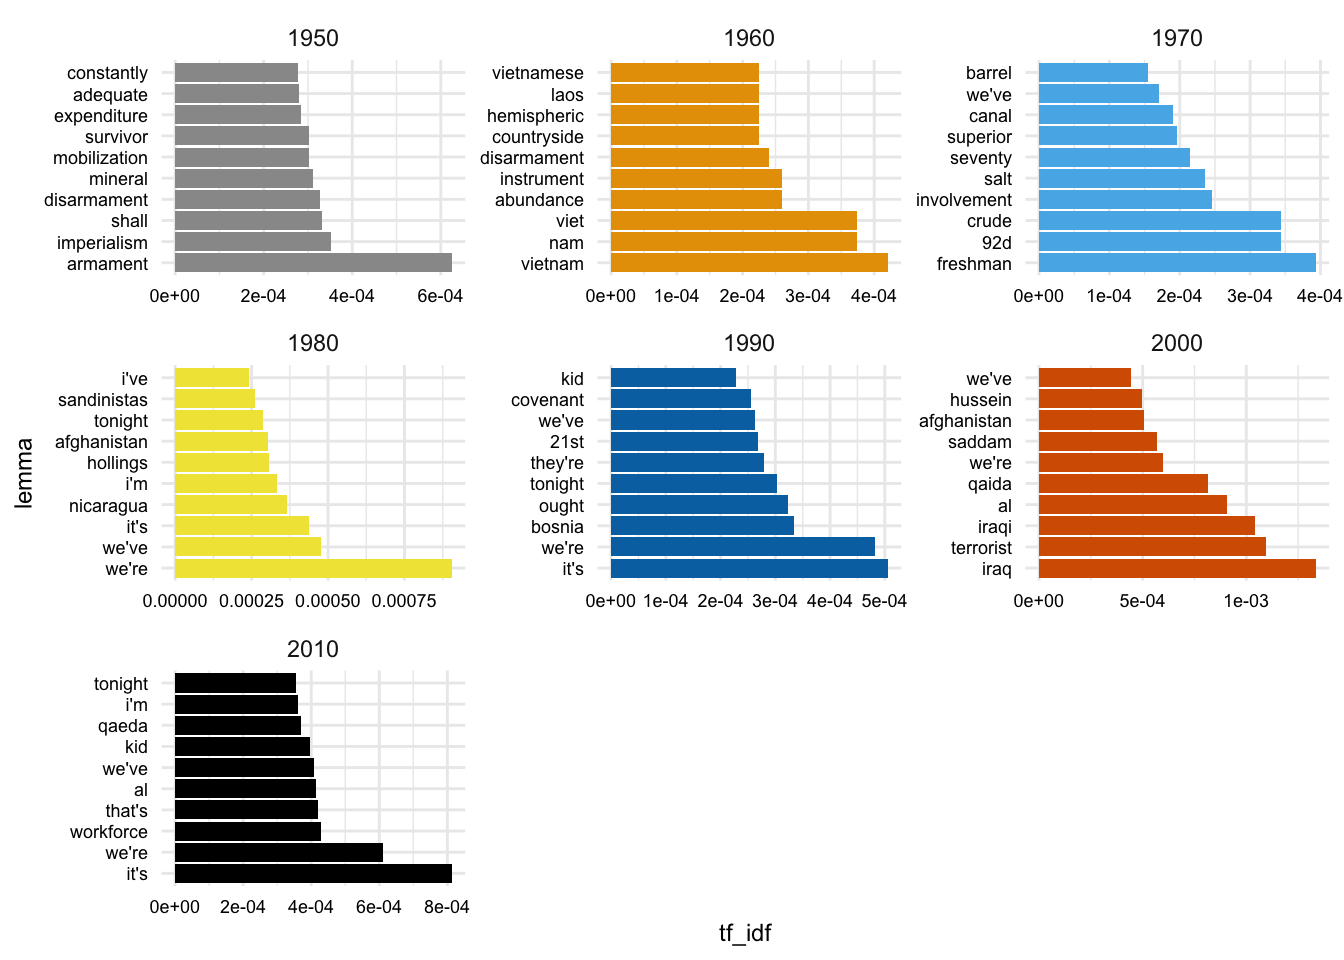 1950
constantly
adequate
expenditure
survivor
mobilization
mineral
disarmament
shall
imperialism
armament
0e+00 2e-04 4e-04 6e-04
1960
vietnamese
laos
hemispheric
countryside
disarmament
instrument
abundance
viet
nam
vietnam
0e+00 1e-04 2e-04 3e-04 4e-04
1970
barrel
we've
canal
superior
seventy
salt
involvement
crude
92d
freshman
0e+00 1e-04 2e-04 3e-04 4e-04
lemma
1980
i've
sandinistas
tonight
afghanistan
hollings
i'm
nicaragua
it's
we've
we're
0.00000 0.00025 0.00050 0.00075
1990
kid
covenant
we've
21st
they're
tonight
ought
bosnia
we're
it's
0e+00 1e-04 2e-04 3e-04 4e-04 5e-04
2000
we've
hussein
afghanistan
saddam
we're
qaida
al
iraqi
terrorist
iraq
0e+00 5e-04 1e-03
2010
tonight
i'm
qaeda
kid
we've
al
that's
workforce
we're
it's
0e+00 2e-04 4e-04 6e-04 8e-04
tf_idf